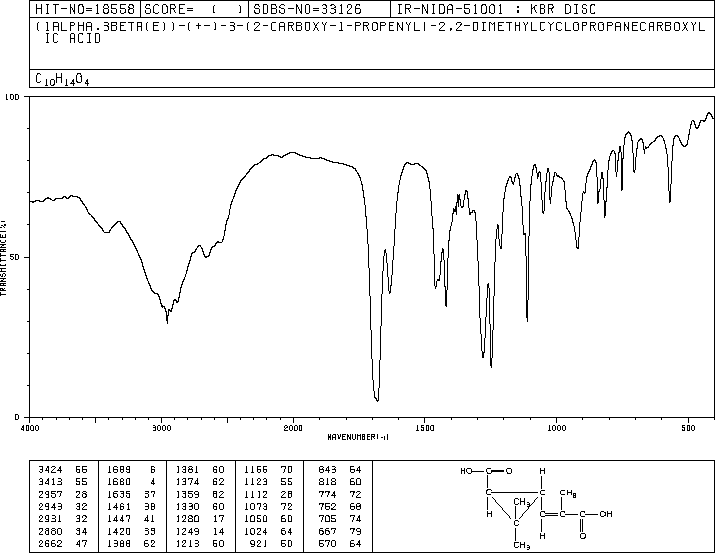 HIT-NO=18558 SCORE= ( ) SDBS-NO=33126 IR-NIDA-51001 : KBR DISC
(1ALPHA,3BETA(E))-(+-)-3-(2-CARBOXY-1-PROPENYL)-2,2-DIMETHYLCYCLOPROPANECARBOXYL
IC ACID
C10H14O4
100
50
0
TRANSMITTANCE(%)
4000 3000 2000 1500 1000 500
WAVENUMBER(-1)
3424 55 1689 6 1381 60 1166 70 843 64
3413 55 1680 4 1374 62 1123 55 818 60
2957 28 1635 37 1359 62 1112 28 774 72
2943 32 1461 38 1330 60 1073 72 752 68
2931 32 1447 41 1280 17 1050 60 705 74
2880 34 1420 33 1249 14 1024 64 667 79
2662 47 1388 62 1213 50 921 50 570 64
HO C O H
C C CH3
CH3
H C C C OH
H O
CH3